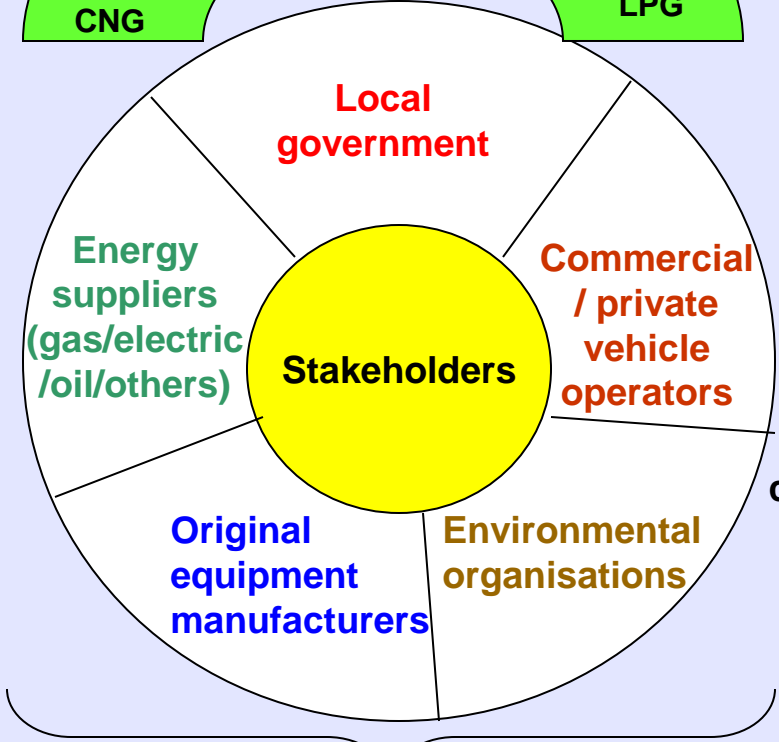 CNG
LPG
Local
government
Energy
suppliers
(gas/electric
/oil/others)
Commercial
/ private
vehicle
operators
Stakeholders
Original
equipment
manufacturers
Environmental
organisations